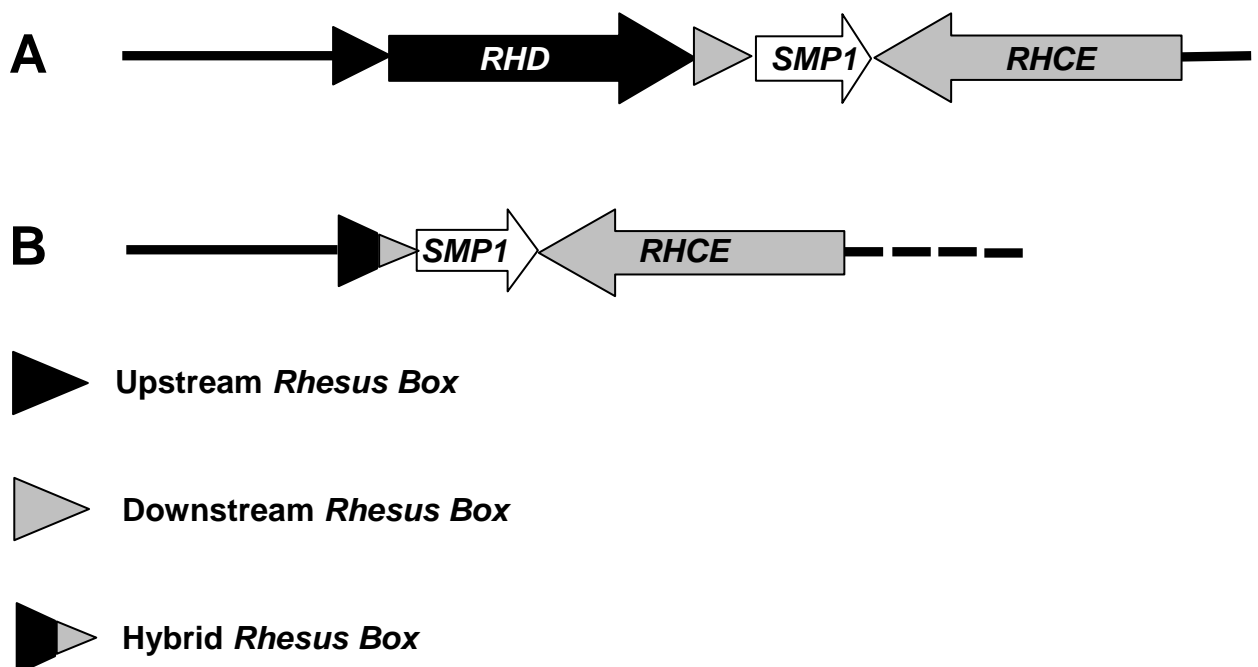 A RHD SMP1 RHCE
B SMP1 RHCE
Upstream Rhesus Box
Downstream Rhesus Box
Hybrid Rhesus Box